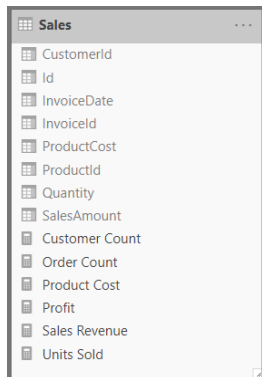 Sales
CustomerId
Id
InvoiceDate
InvoiceId
ProductCost
ProductId
Quantity
SalesAmount
Customer Count
Order Count
Product Cost
Profit
Sales Revenue
Units Sold